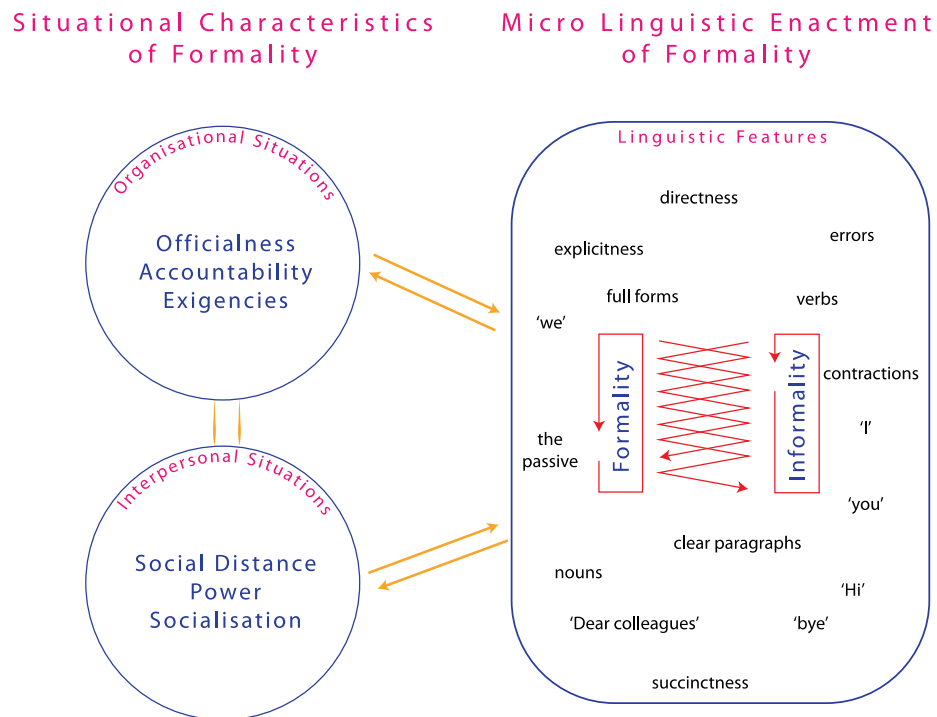 Situational Characteristics
of Formality
Micro Linguistic Enactment
of Formality
Organisational Situations
Officialness
Accountability
Exigencies
Interpersonal Situations
Social Distance
Power
Socialisation
Linguistic Features
directness
errors
explicitness
full forms
verbs
‘we’
Formality
Informality
contractions
‘I’
the
passive
‘you’
clear paragraphs
nouns
‘Hi’
‘Dear colleagues’
‘bye’
succinctness